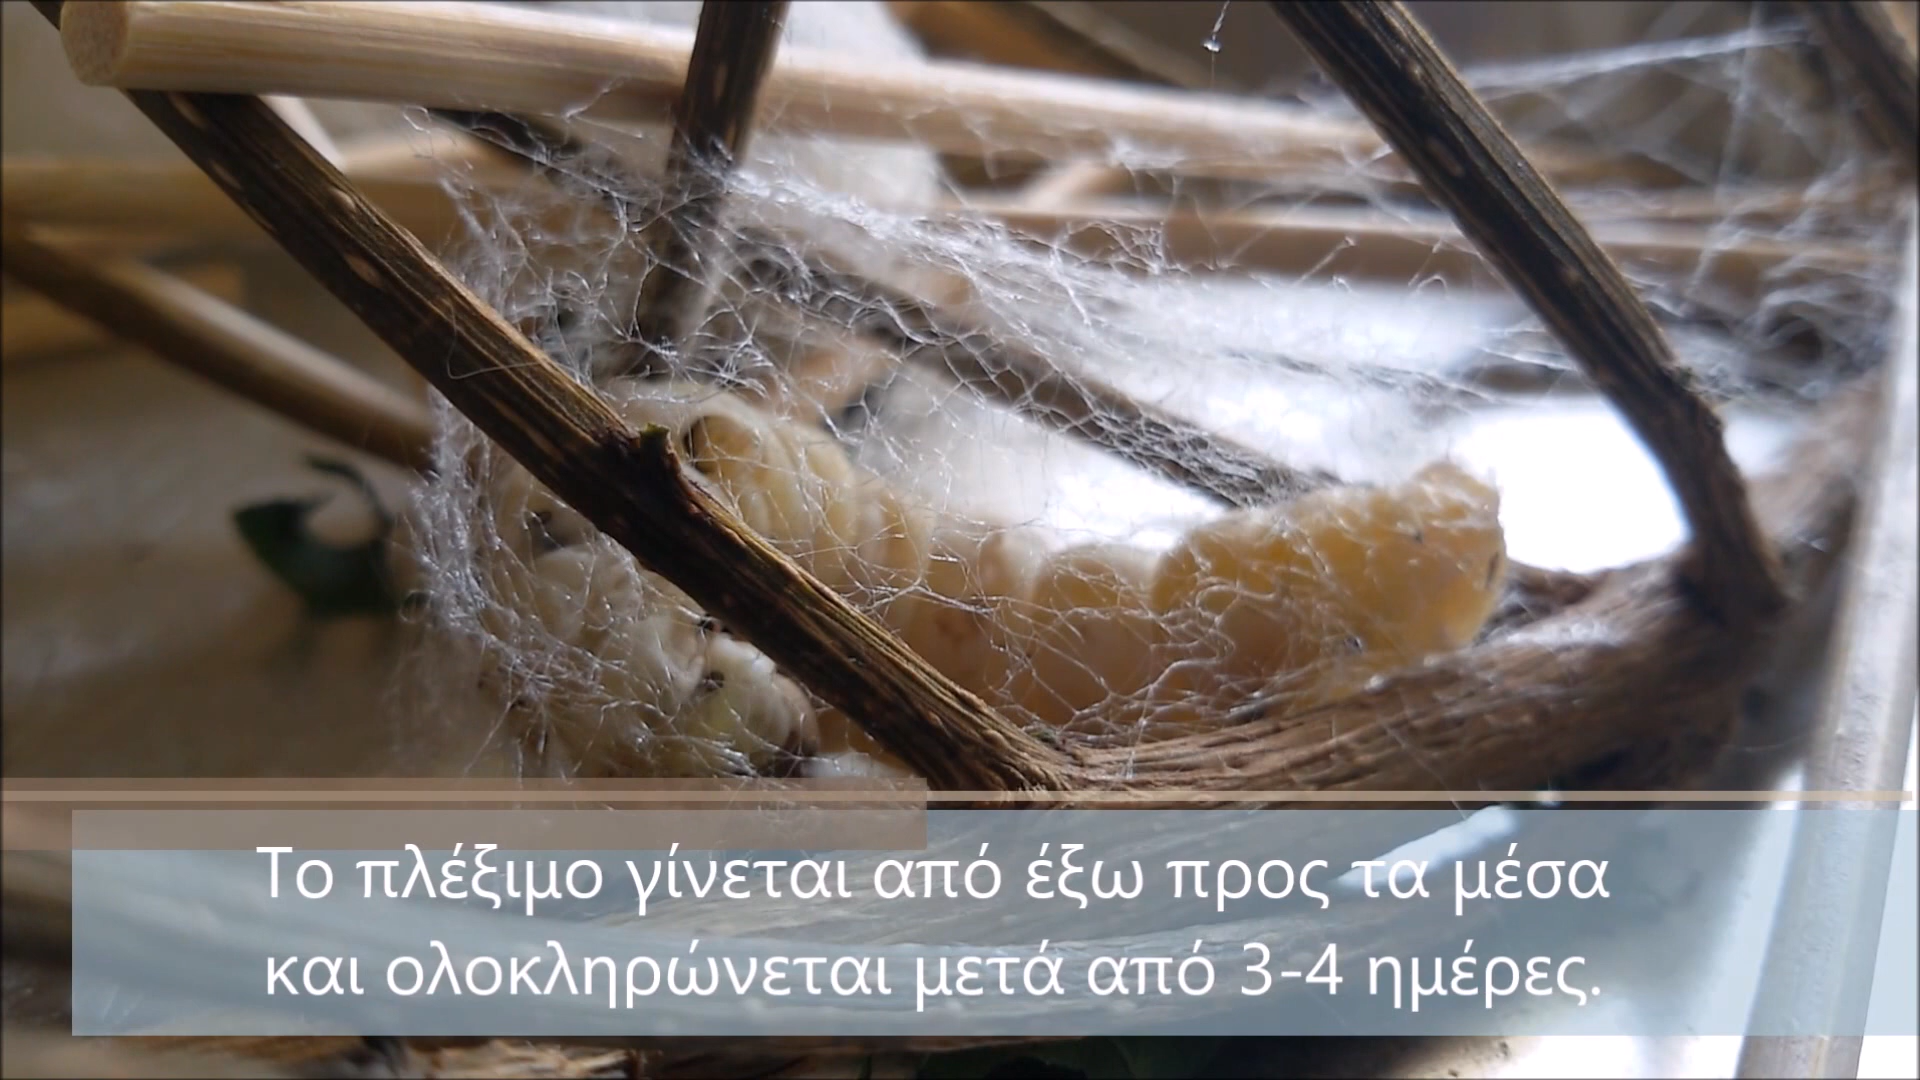 Το πλέξιμο γίνεται από έξω προς τα μέσα
και ολοκληρώνεται μετά από 3-4 ημέρες.